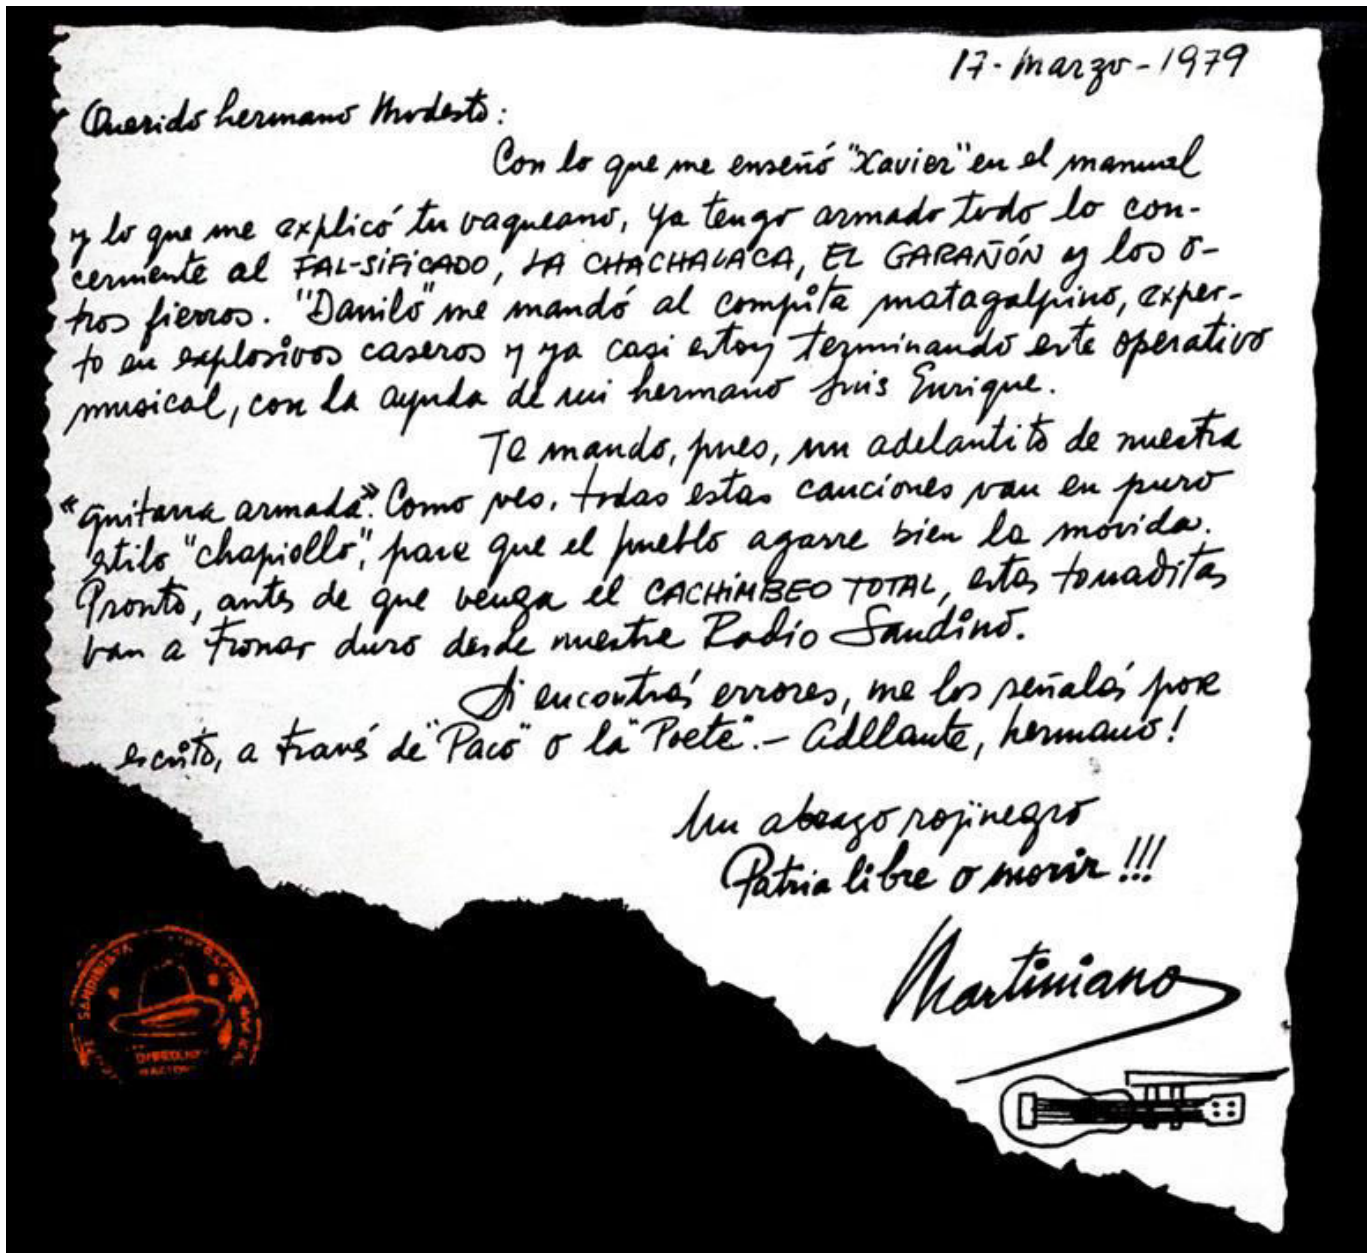 17-Marzo-1979
Querido hermano Modesto:
Con lo que me enseñó "Xavier" en el manual
y lo que me explicó tu vaqueano, ya tengo armado todo lo con-
cerniente al FAL-SIFICADO, LA CHACHALACA, EL GARAÑÓN y los o-
tros fierros. "Danilo" me mandó al compita matagalpino, exper-
to en explosivos caseros y ya casi estoy terminando este operativo
musical, con la ayuda de mi hermano Luis Enrique.
Te mando, pues, un adelantito de nuestra
"guitarra armada". Como ves, todas estas canciones van en puro
estilo "chapiollo", para que el pueblo agarre bien la movida.
Pronto, antes de que venga el CACHIMBEO TOTAL, estas tonaditas
van a tronar duro desde nuestra Radio Sandino.
Si encontrás errores, me los señalás por
escrito, a través de "Paco" o la "Poeta".- Adelante, hermano!
Un abrazo rojinegro
Patria libre o morir!!!
Martiniano
SANDINISTA